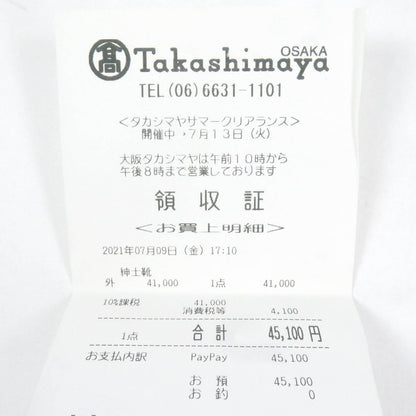 髙 Takashimaya OSAKA
TEL (06)6631-1101
<タカシマヤサマークリアランス>
開催中→7月13日(火)
大阪タカシマヤは午前10時から
午後8時まで営業しております
領収証
<お買上明細>
2021年07月09日(金) 17:10
紳士靴
外 41,000 1点 41,000
10%課税 41,000
消費税等 4,100
1点 合計 45,100円
お支払内訳 PayPay 45,100
お預 45,100
お釣 0